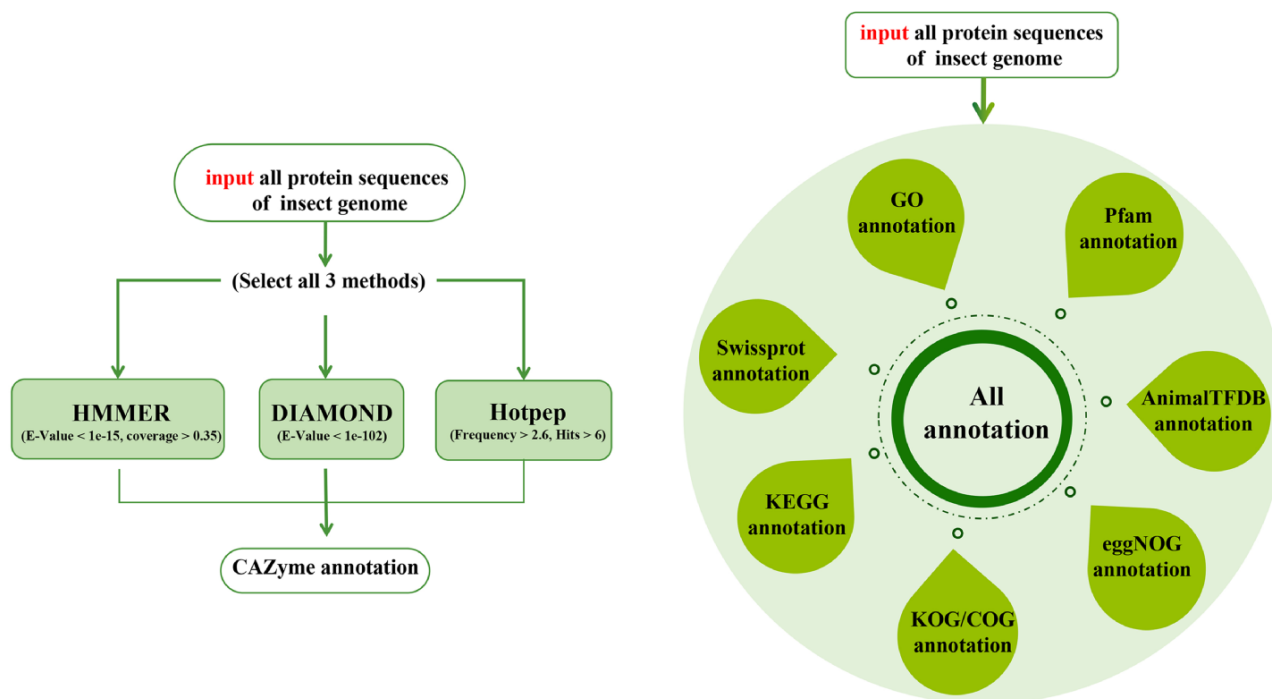 input all protein sequences
of insect genome
(Select all 3 methods)
HMMER
(E-Value < 1e-15, coverage > 0.35)
DIAMOND
(E-Value < 1e-102)
Hotpep
(Frequency > 2.6, Hits > 6)
CAZyme annotation
input all protein sequences
of insect genome
GO
annotation
Pfam
annotation
Swissprot
annotation
All
annotation
AnimalTFDB
annotation
KEGG
annotation
eggNOG
annotation
KOG/COG
annotation